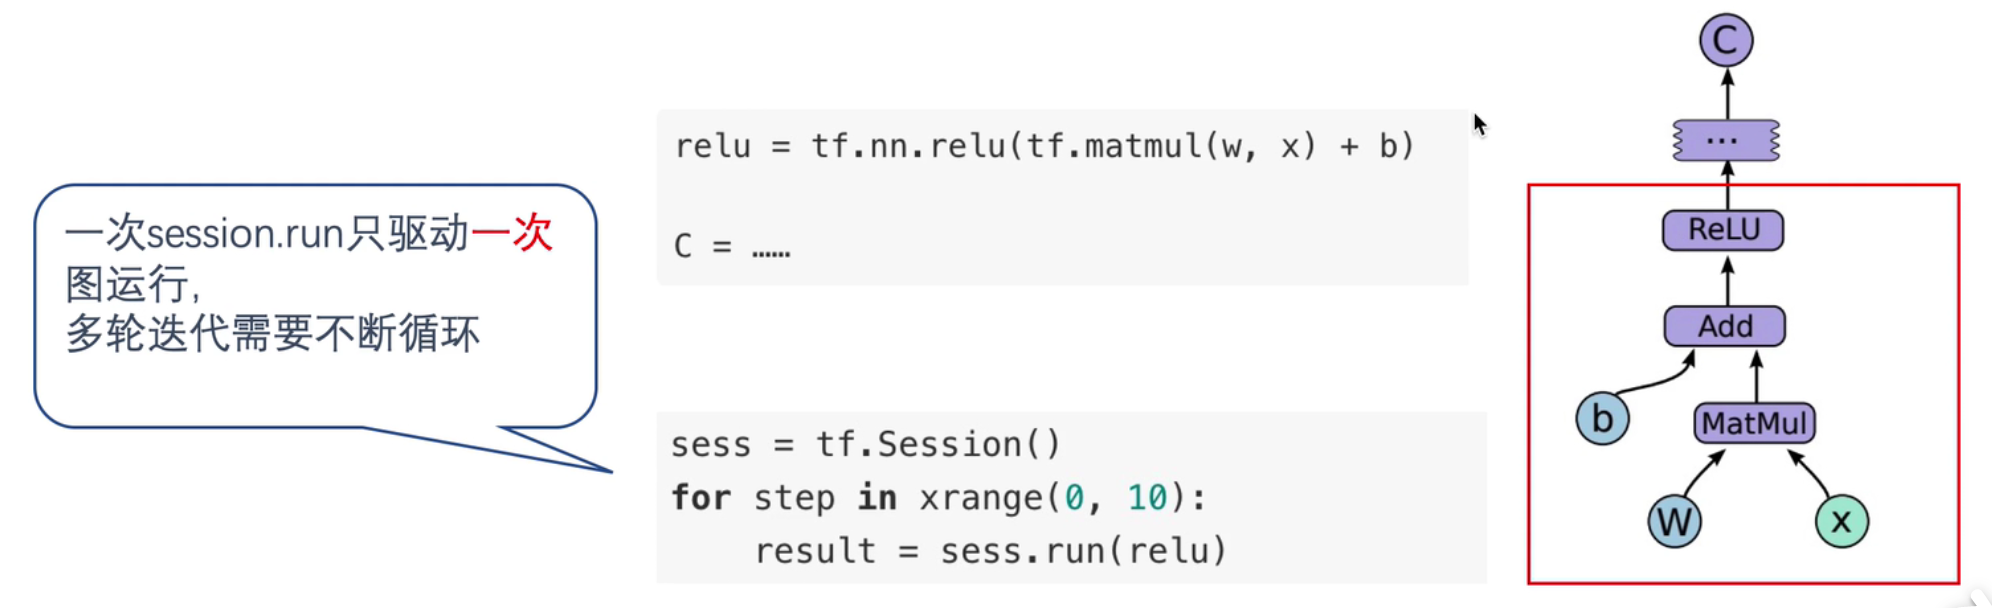 一次session.run只驱动一次
图运行,
多轮迭代需要不断循环
relu = tf.nn.relu(tf.matmul(w, x) + b)
C = ……
sess = tf.Session()
for step in xrange(0, 10):
    result = sess.run(relu)
C
...
ReLU
Add
b
MatMul
W
x